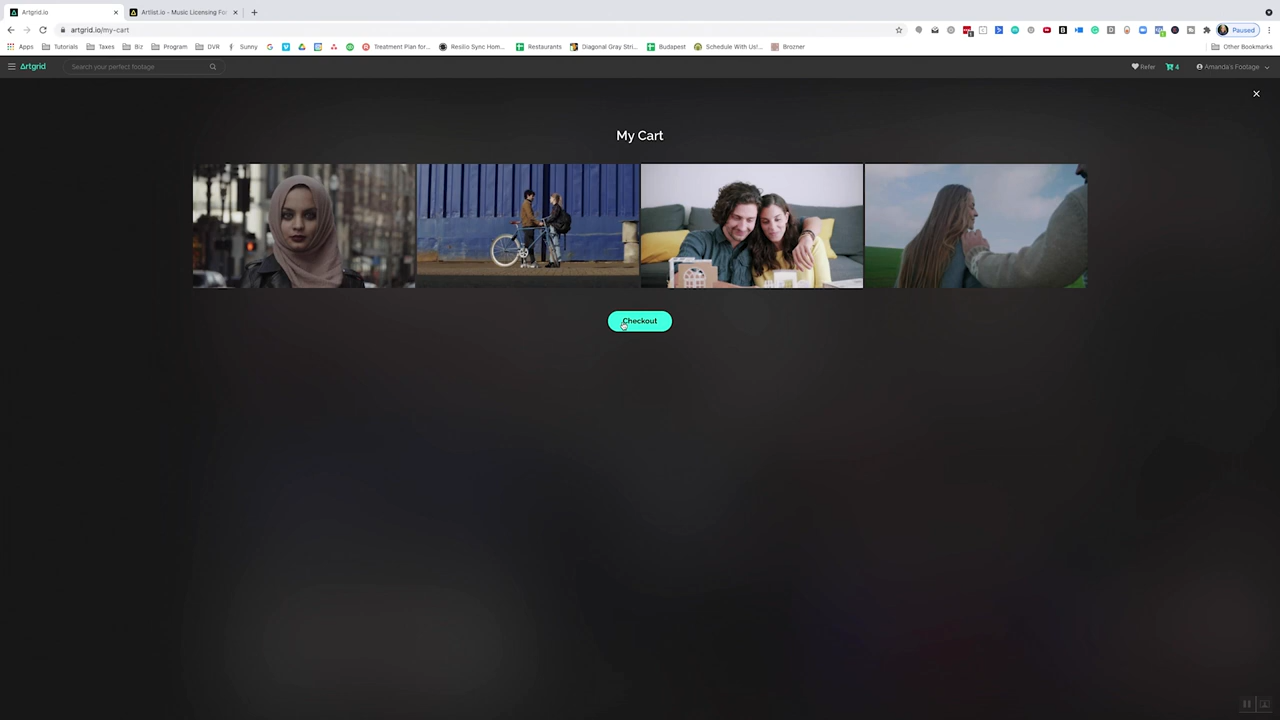 Artgrid.io
Artlist.io - Music Licensing Fo
artgrid.io/my-cart
Paused
Apps Tutorials Taxes Biz Program DVR Sunny Treatment Plan for... Resilio Sync Hom... Restaurants Diagonal Gray Stri... Budapest Schedule With Us!... Brozner Other Bookmarks
Artgrid Search your perfect footage Refer 4 Amanda's Footage
My Cart
Checkout